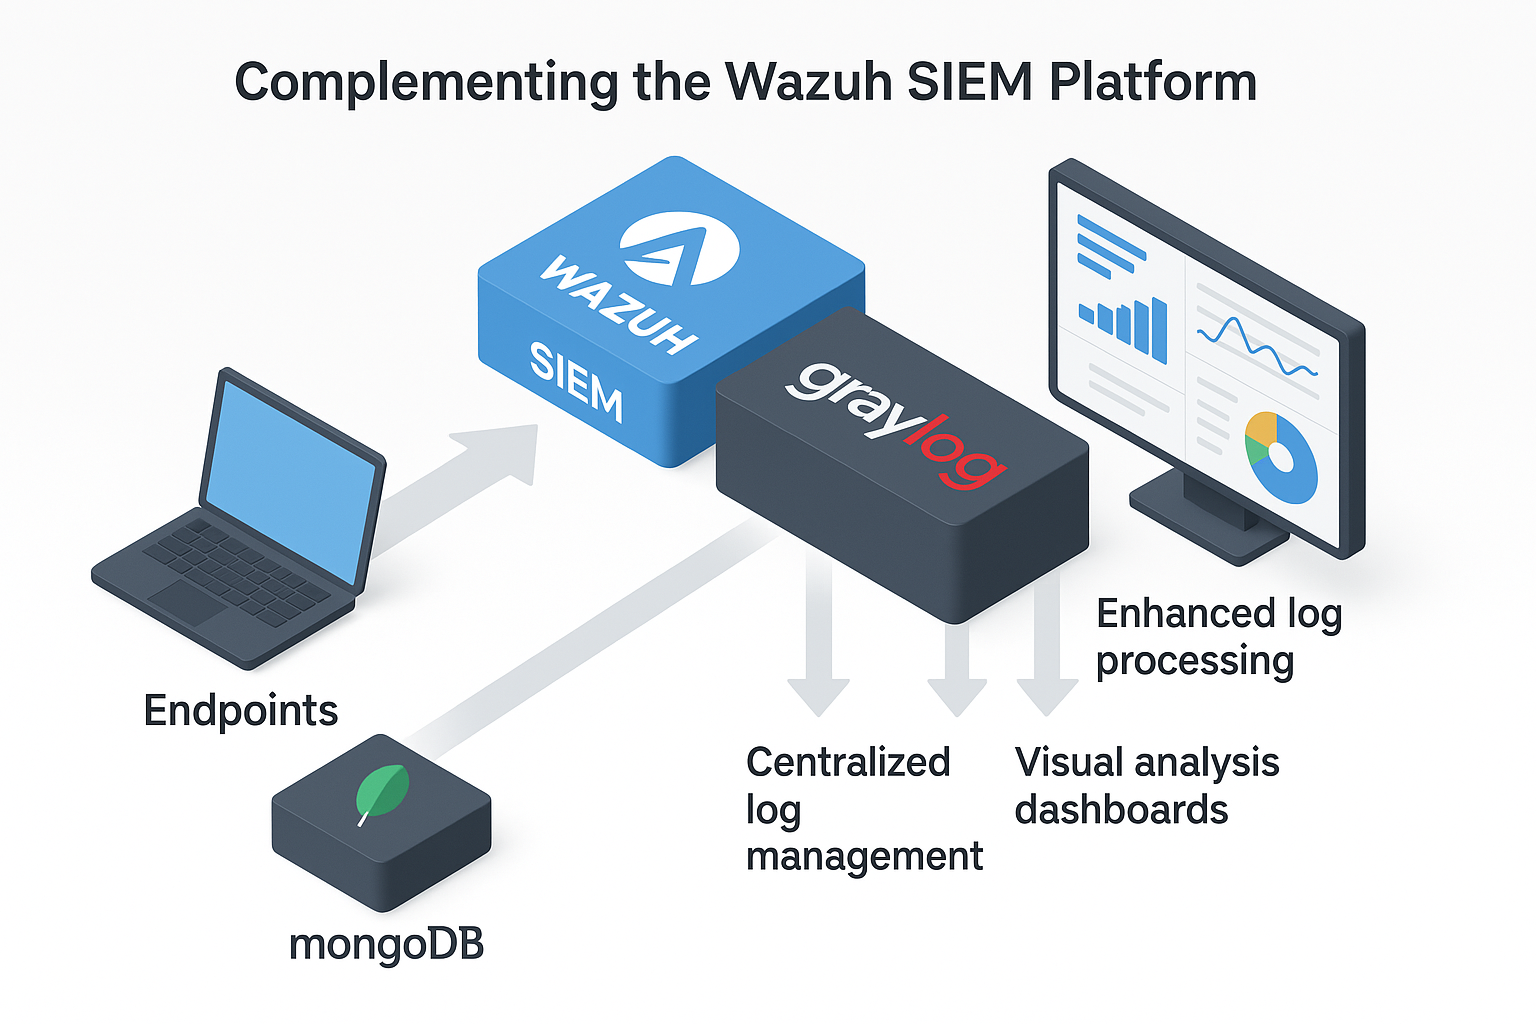 Complementing the Wazuh SIEM Platform
WAZUH
SIEM
graylog
Endpoints
Enhanced log
processing
Centralized
log
management
Visual analysis
dashboards
mongoDB